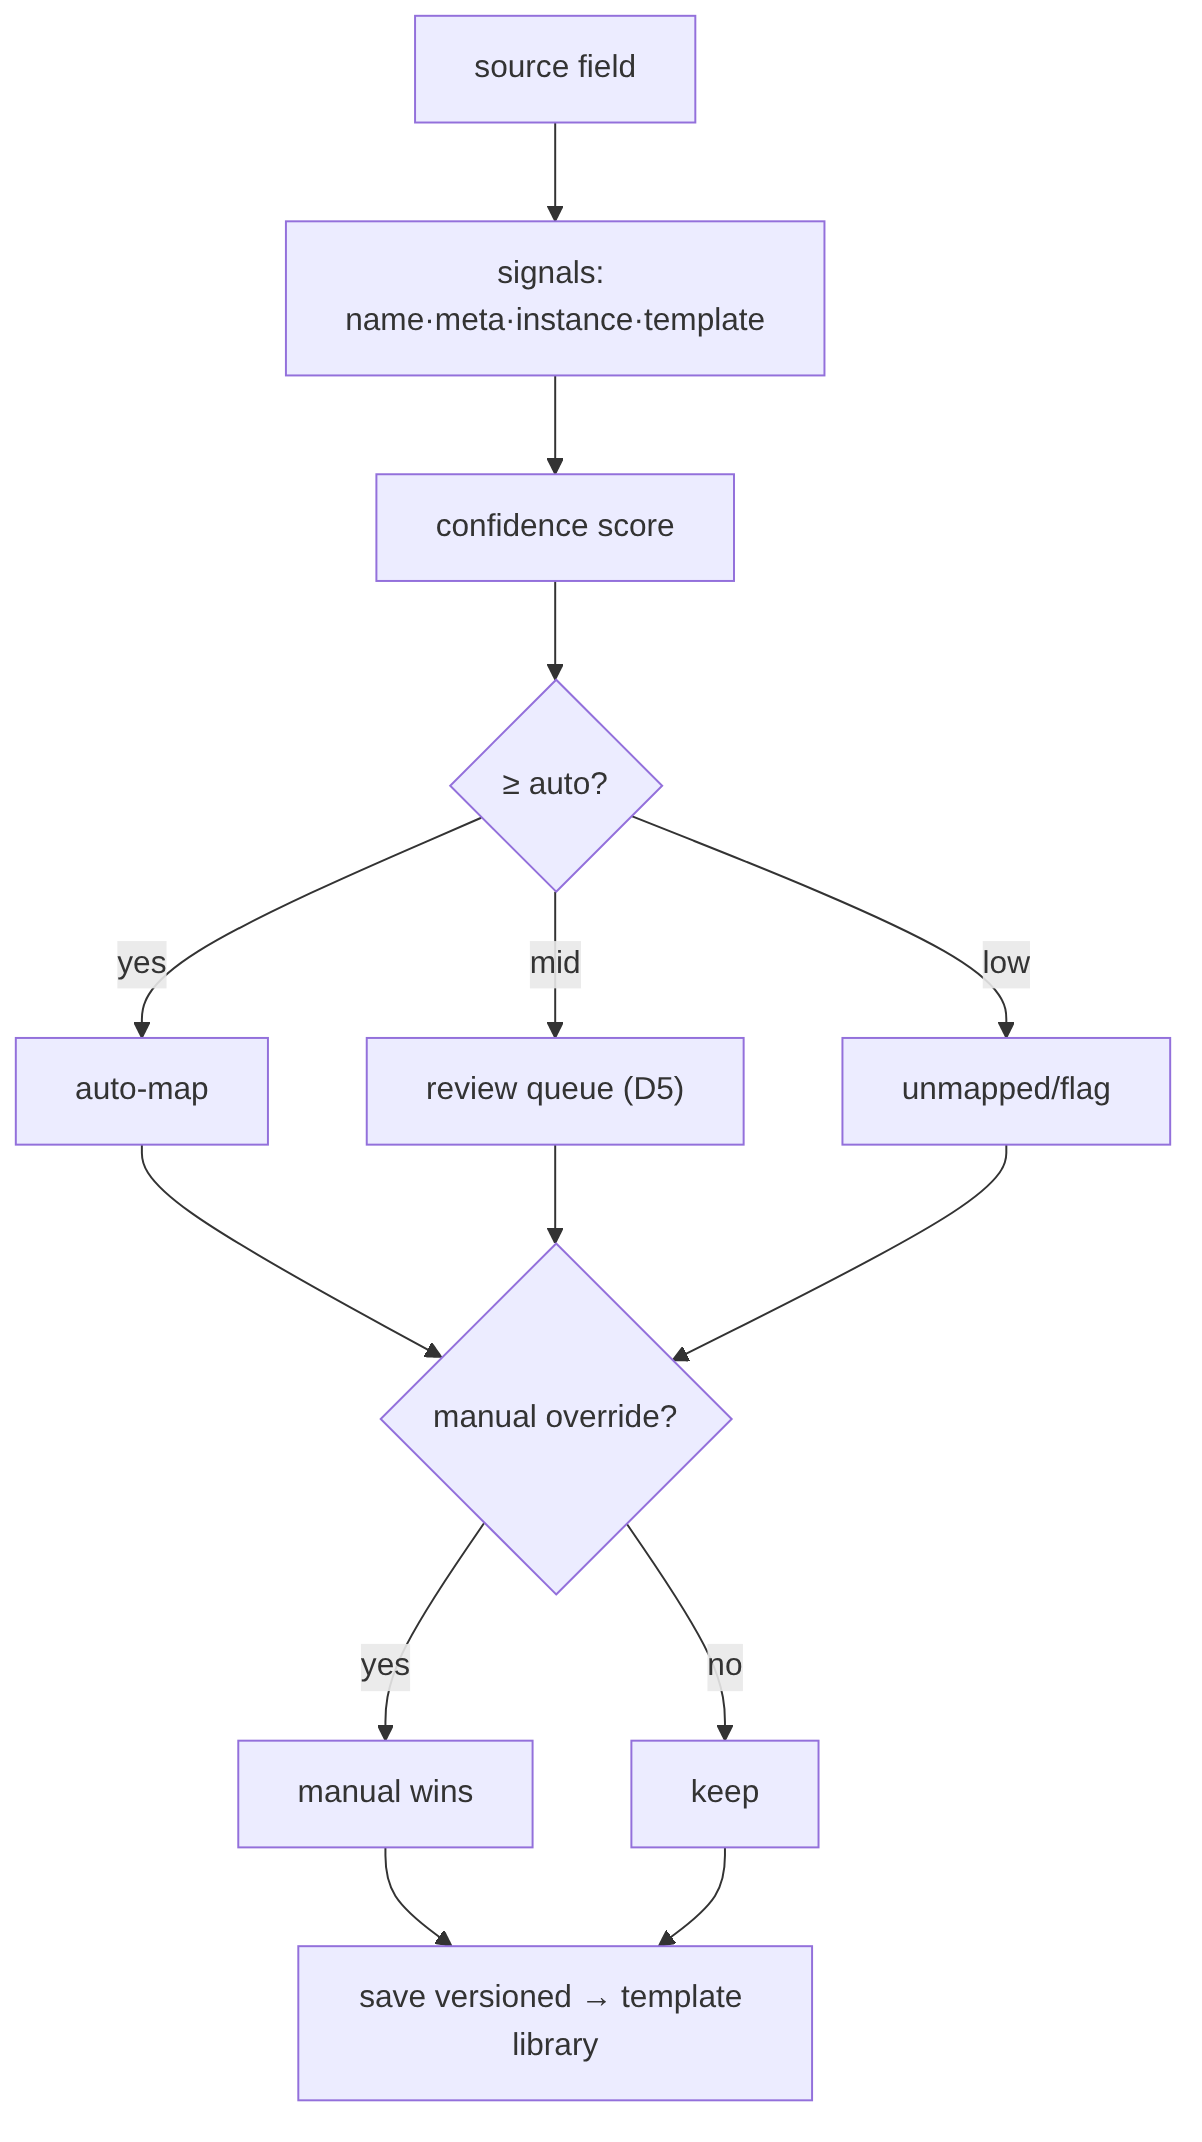 source field
signals:
name·meta·instance·template
confidence score
≥ auto?
yes
mid
low
auto-map
review queue (D5)
unmapped/flag
manual override?
yes
no
manual wins
keep
save versioned → template
library